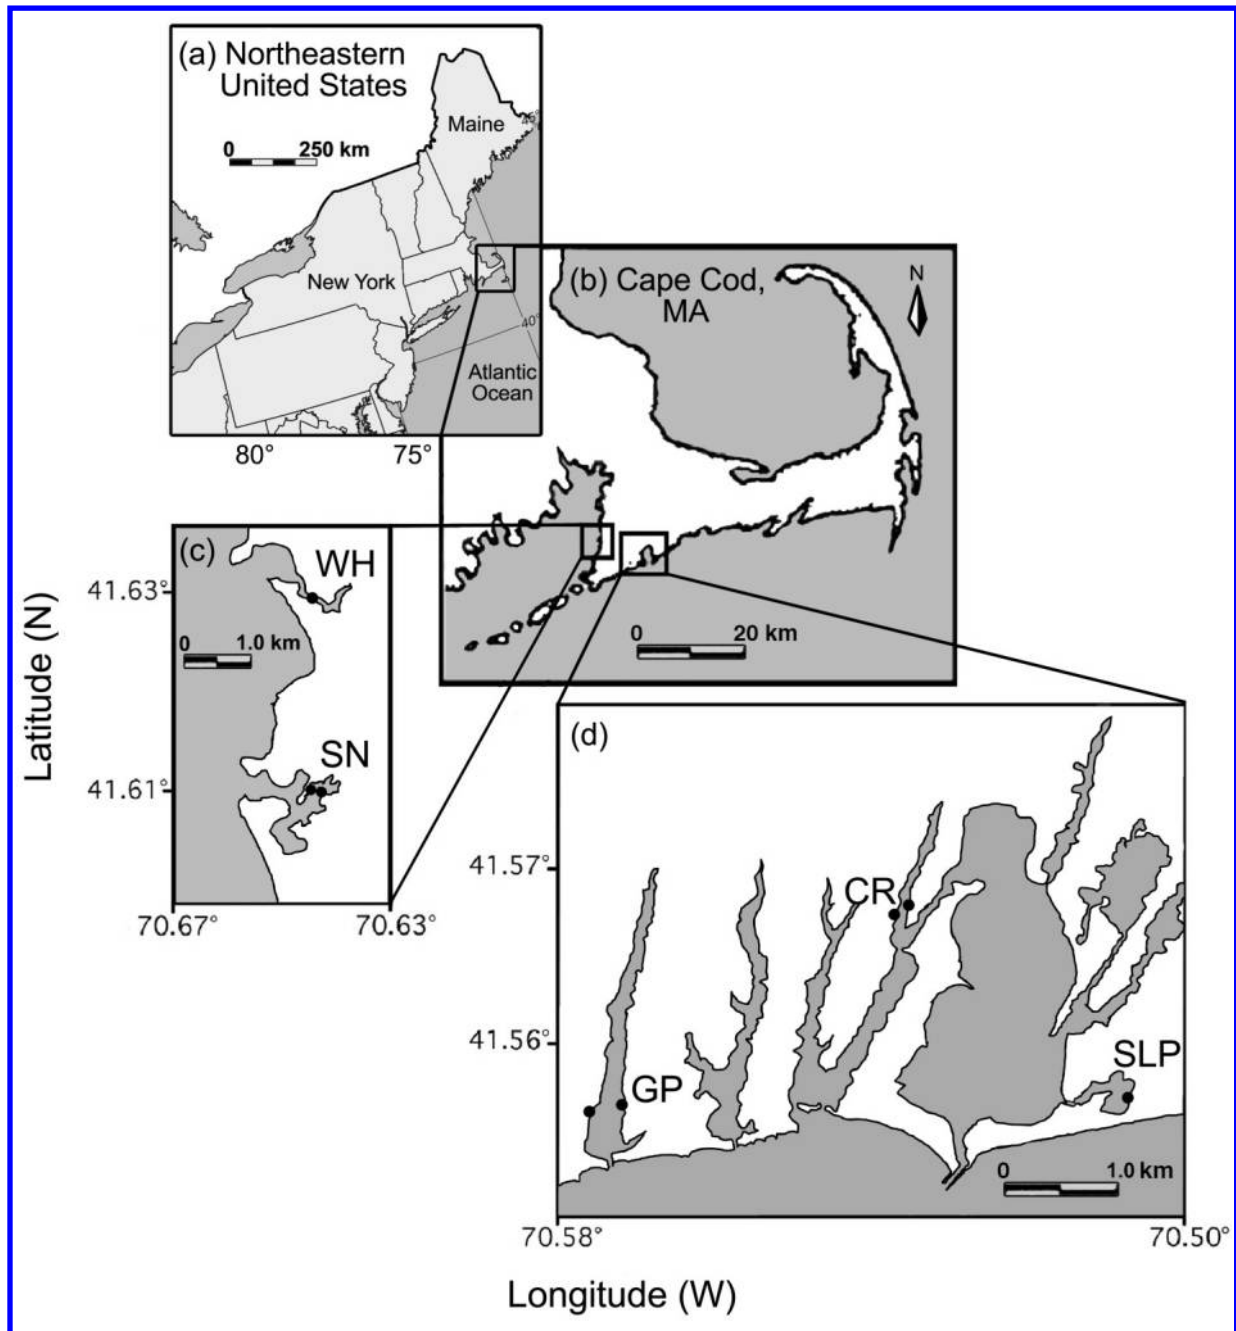 (a) Northeastern
United States
0 250 km
Maine
45°
New York
40°
Atlantic
Ocean
80° 75°
(b) Cape Cod,
MA
N
0 20 km
(c)
WH
41.63°
0 1.0 km
SN
41.61°
70.67° 70.63°
Latitude (N)
(d)
41.57°
CR
41.56°
GP
SLP
0 1.0 km
70.58° 70.50°
Longitude (W)